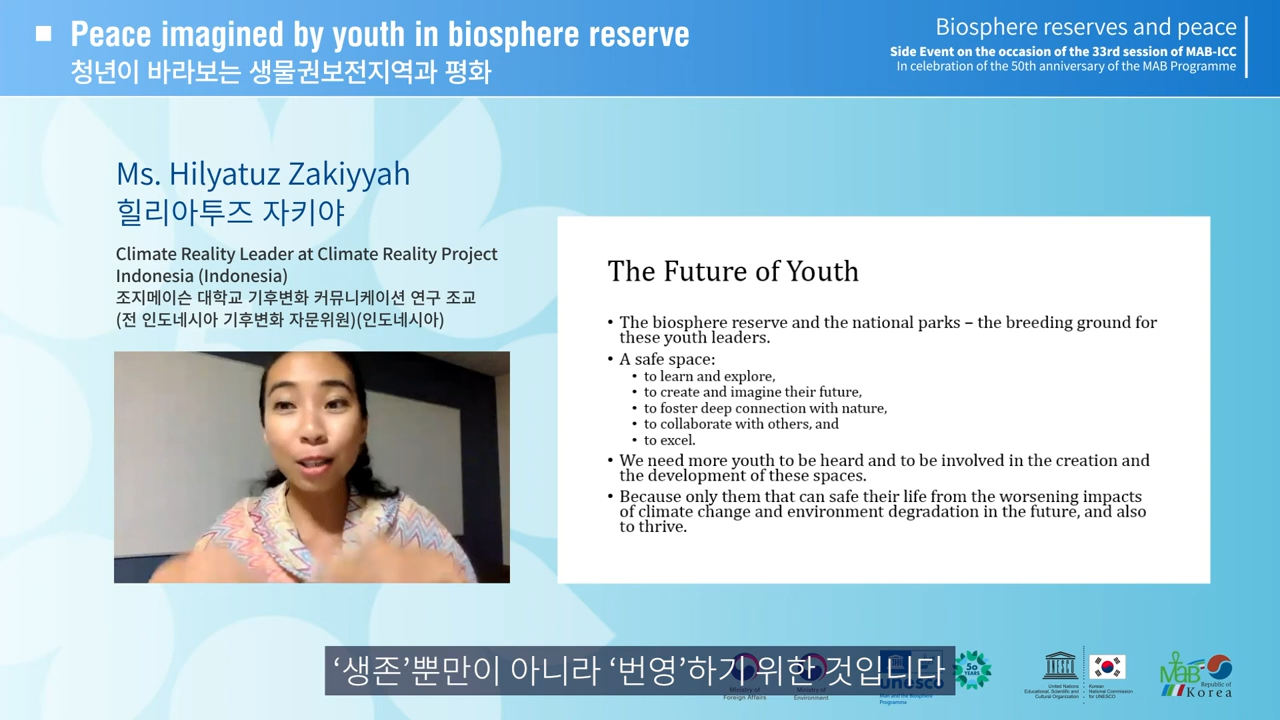 Peace imagined by youth in biosphere reserve
청년이 바라보는 생물권보전지역과 평화
Biosphere reserves and peace
Side Event on the occasion of the 33rd session of MAB-ICC
In celebration of the 50th anniversary of the MAB Programme
Ms. Hilyatuz Zakiyyah
힐리아투즈 자키야
Climate Reality Leader at Climate Reality Project
Indonesia (Indonesia)
조지메이슨 대학교 기후변화 커뮤니케이션 연구 조교
(전 인도네시아 기후변화 자문위원)(인도네시아)
The Future of Youth
• The biosphere reserve and the national parks – the breeding ground for
these youth leaders.
• A safe space:
• to learn and explore,
• to create and imagine their future,
• to foster deep connection with nature,
• to collaborate with others, and
• to excel.
• We need more youth to be heard and to be involved in the creation and
the development of these spaces.
• Because only them that can safe their life from the worsening impacts
of climate change and environment degradation in the future, and also
to thrive.
‘생존’뿐만이 아니라 ‘번영’하기 위한 것입니다
Ministry of
Foreign Affairs
Ministry of
Environment
unesco
Man and the Biosphere
Programme
50
YEARS
United Nations
Educational, Scientific and
Cultural Organization
Korean
National Commission
for UNESCO
MAB
Republic of
Korea